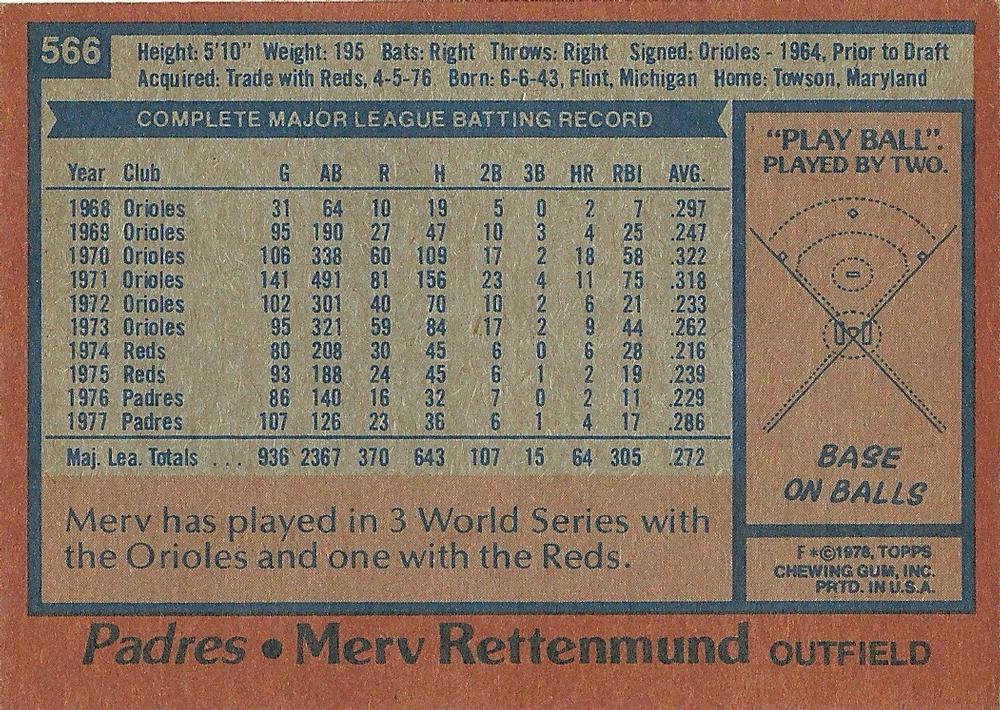 566
Height: 5'10" Weight: 195 Bats: Right Throws: Right Signed: Orioles - 1964, Prior to Draft
Acquired: Trade with Reds, 4-5-76 Born: 6-6-43, Flint, Michigan Home: Towson, Maryland
COMPLETE MAJOR LEAGUE BATTING RECORD
Year Club G AB R H 2B 3B HR RBI AVG.
1968 Orioles 31 64 10 19 5 0 2 7 .297
1969 Orioles 95 190 27 47 10 3 4 25 .247
1970 Orioles 106 338 60 109 17 2 18 58 .322
1971 Orioles 141 491 81 156 23 4 11 75 .318
1972 Orioles 102 301 40 70 10 2 6 21 .233
1973 Orioles 95 321 59 84 17 2 9 44 .262
1974 Reds 80 208 30 45 6 0 6 28 .216
1975 Reds 93 188 24 45 6 1 2 19 .239
1976 Padres 86 140 16 32 7 0 2 11 .229
1977 Padres 107 126 23 36 6 1 4 17 .286
Maj. Lea. Totals ... 936 2367 370 643 107 15 64 305 .272
Merv has played in 3 World Series with
the Orioles and one with the Reds.
"PLAY BALL".
PLAYED BY TWO.
BASE
ON BALLS
F*©1978, TOPPS
CHEWING GUM, INC.
PRTD. IN U.S.A.
Padres • Merv Rettenmund OUTFIELD